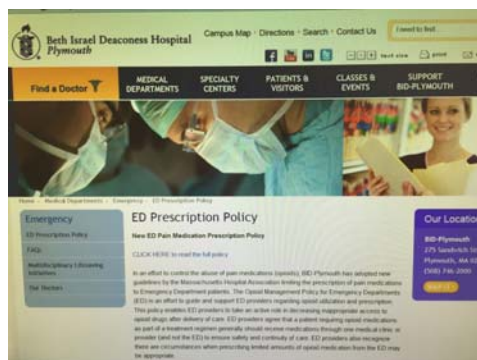 Beth Israel Deaconess Hospital
Plymouth
Campus Map · Directions · Search · Contact Us
I need to find...
text size
print
Find a Doctor
MEDICAL DEPARTMENTS
SPECIALTY CENTERS
PATIENTS & VISITORS
CLASSES & EVENTS
SUPPORT BID-PLYMOUTH
Home - Medical Departments - Emergency - ED Prescription Policy
Emergency
ED Prescription Policy
FAQs
Multidisciplinary Lifesaving Initiatives
Our Doctors
ED Prescription Policy
New ED Pain Medication Prescription Policy
CLICK HERE to read the full policy
In an effort to control the abuse of pain medications (opioids), BID-Plymouth has adopted new
guidelines by the Massachusetts Hospital Association limiting the prescription of pain medications
to Emergency Department patients. The Opioid Management Policy for Emergency Departments
(ED) is an effort to guide and support ED providers regarding opioid utilization and prescription.
This policy enables ED providers to take an active role in decreasing inappropriate access to
opioid drugs after delivery of care. ED providers agree that a patient requiring opioid medications
as part of a treatment regimen generally should receive medications through one medical clinic or
provider (and not the ED) to ensure safety and continuity of care. ED providers also recognize
there are circumstances when prescribing limited amounts of opioid medication from the ED may
be appropriate.
Our Locatio
BID-Plymouth
275 Sandwich St
Plymouth, MA 02
(508) 746-2000